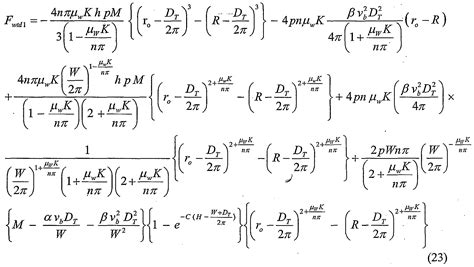 F_{wtd1} = -\frac{4n\pi\mu_w K h p M}{3\left(1-\frac{\mu_w K}{n\pi}\right)}\left\{\left(r_o-\frac{D_T}{2\pi}\right)^3-\left(R-\frac{D_T}{2\pi}\right)^3\right\}-4pn\mu_w K\frac{\beta v_b^2 D_T^2}{4\pi\left(1+\frac{\mu_w K}{n\pi}\right)}(r_o-R)
+\frac{4n\pi\mu_w K\left(\frac{W}{2\pi}\right)^{1-\frac{\mu_w K}{n\pi}} h p M}{\left(1-\frac{\mu_w K}{n\pi}\right)\left(2+\frac{\mu_w K}{n\pi}\right)}\left\{\left(r_o-\frac{D_T}{2\pi}\right)^{2+\frac{\mu_w K}{n\pi}}-\left(R-\frac{D_T}{2\pi}\right)^{2+\frac{\mu_w K}{n\pi}}\right\}+4pn\mu_w K\left(\frac{\beta v_b^2 D_T^2}{4\pi}\right)\times
\frac{1}{\left(\frac{W}{2\pi}\right)^{1+\frac{\mu_w K}{n\pi}}\left(1+\frac{\mu_w K}{n\pi}\right)\left(2+\frac{\mu_w K}{n\pi}\right)}\left\{\left(r_o-\frac{D_T}{2\pi}\right)^{2+\frac{\mu_w K}{n\pi}}-\left(R-\frac{D_T}{2\pi}\right)^{2+\frac{\mu_w K}{n\pi}}\right\}+\frac{2pWn\pi}{\left(2+\frac{\mu_w K}{n\pi}\right)}\left(\frac{W}{2\pi}\right)^{-\frac{\mu_w K}{n\pi}}
\left\{M-\frac{\alpha v_b D_T}{W}-\frac{\beta v_b^2 D_T^2}{W^2}\right\}\left\{1-e^{-C\left(H-\frac{W+D_T}{2\pi}\right)}\right\}\left\{\left(r_o-\frac{D_T}{2\pi}\right)^{2+\frac{\mu_w K}{n\pi}}-\left(R-\frac{D_T}{2\pi}\right)^{2+\frac{\mu_w K}{n\pi}}\right\}
(23)